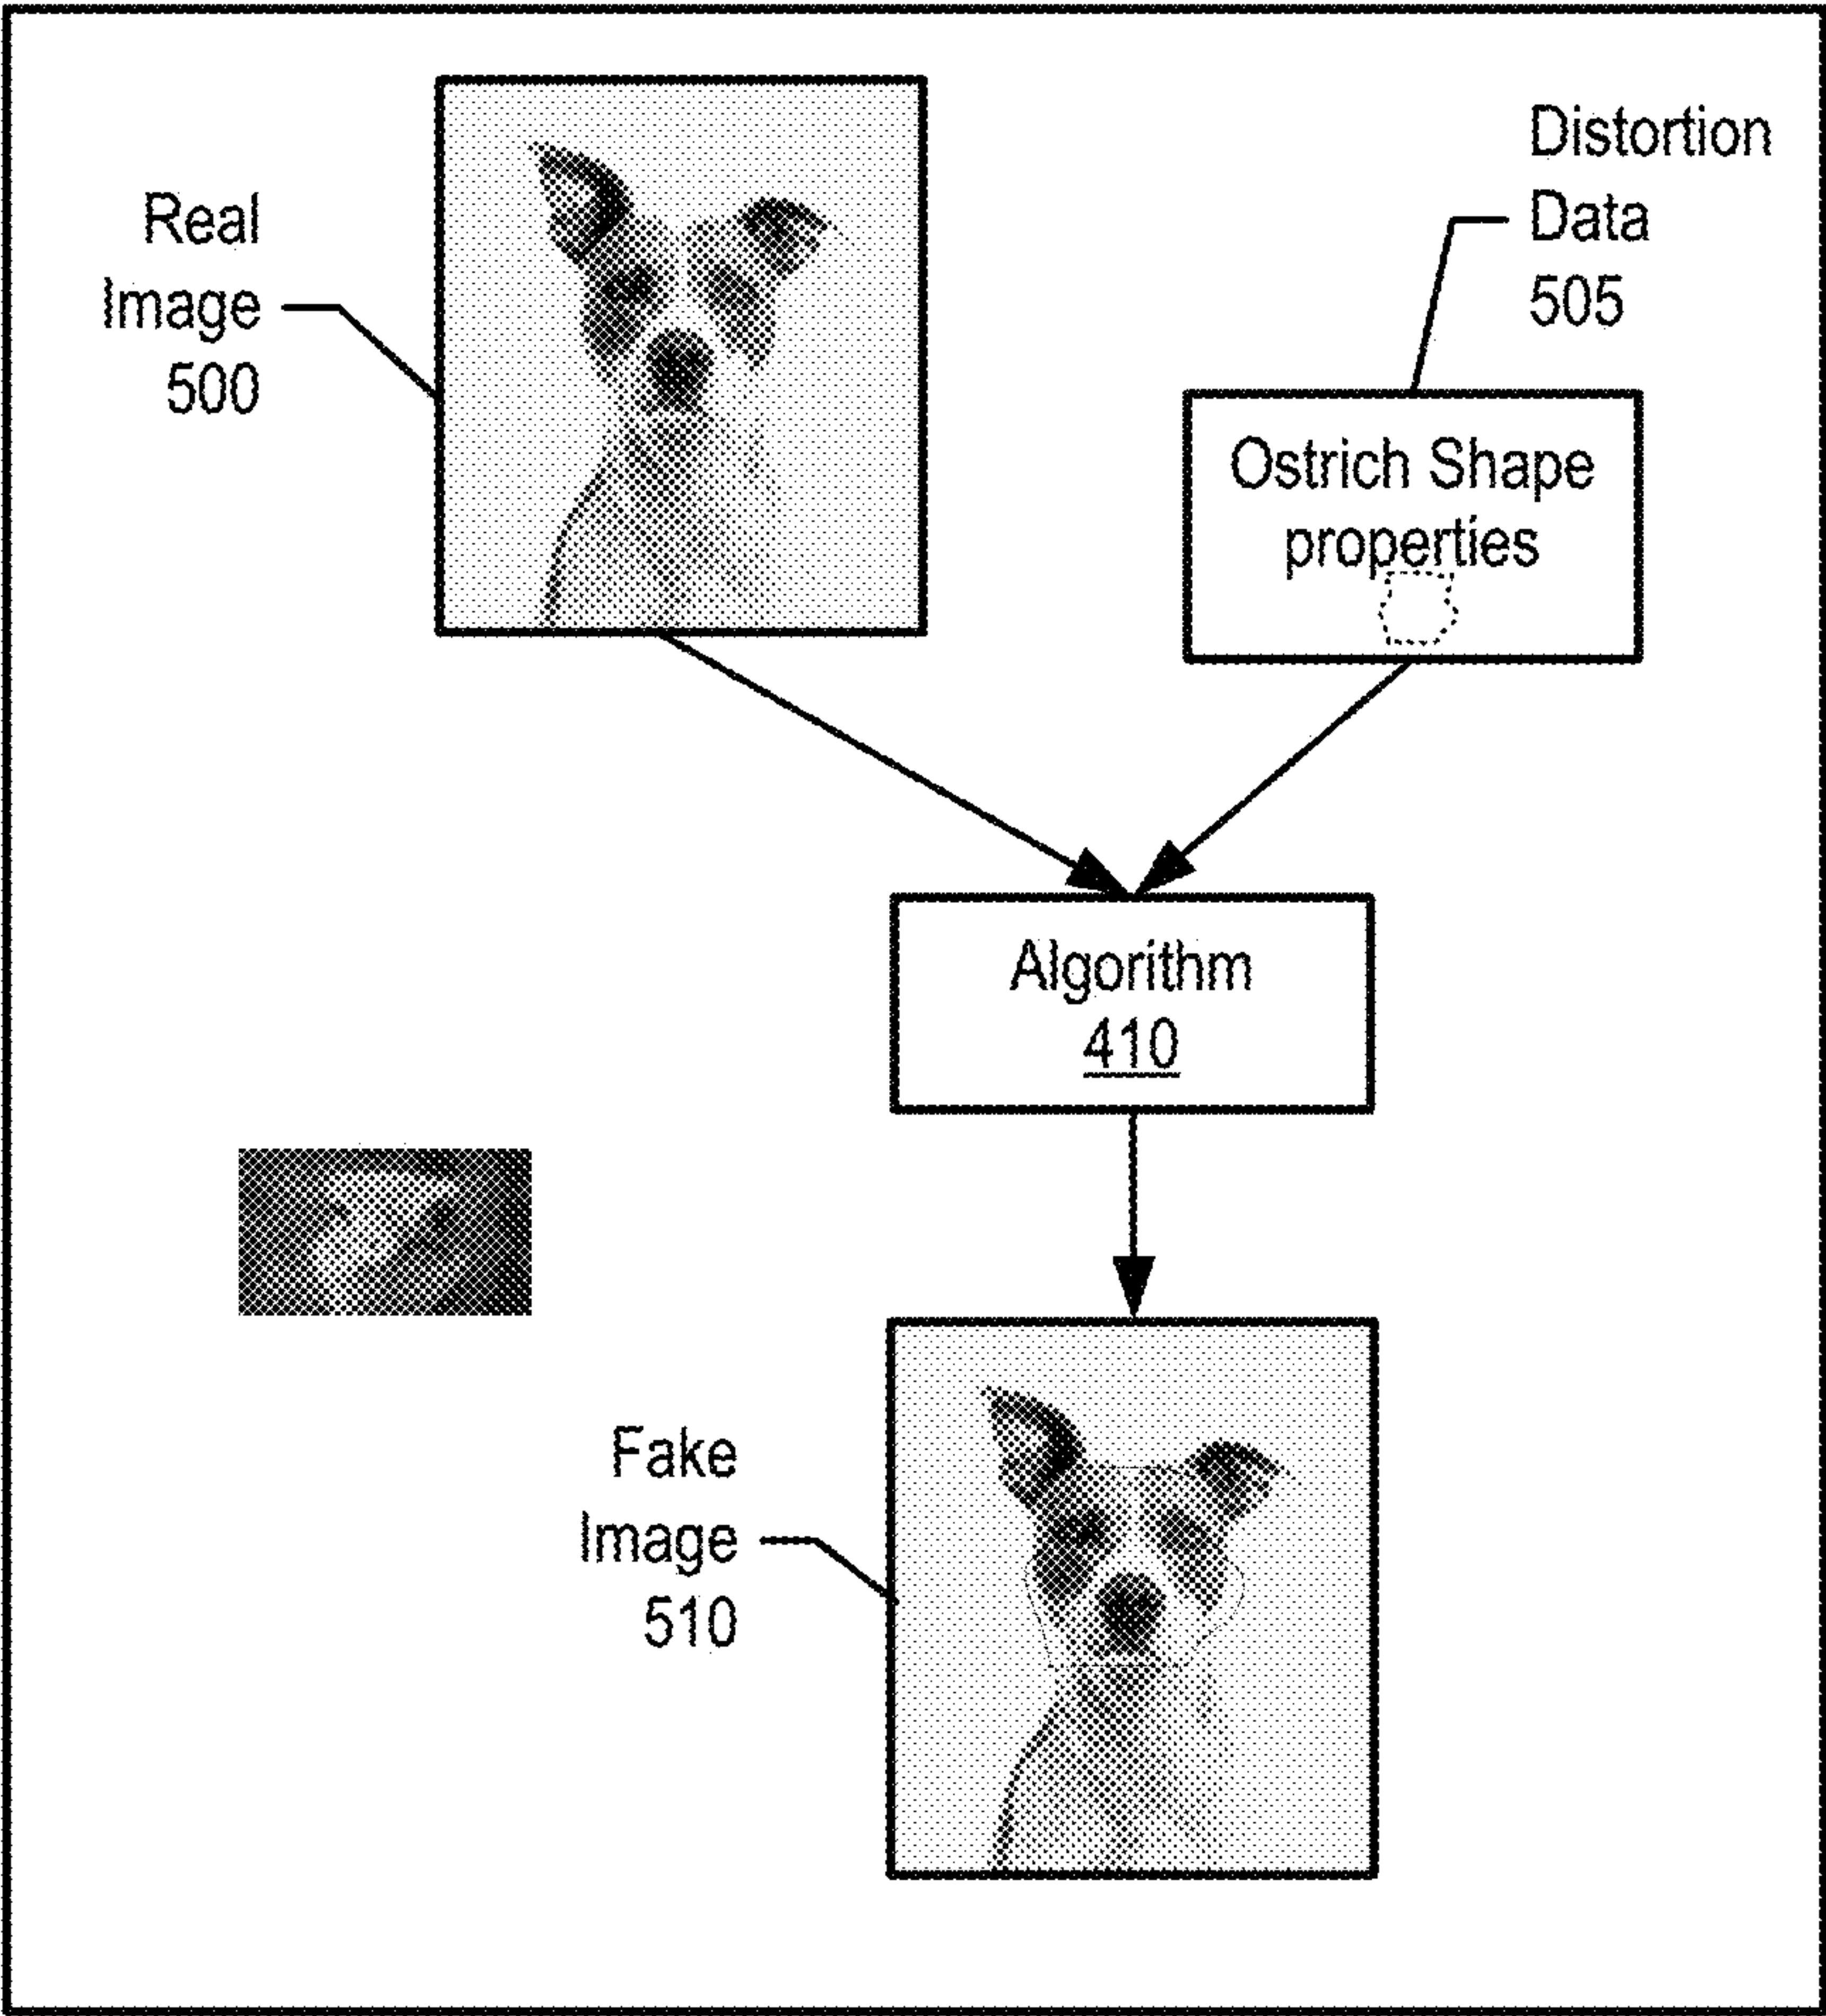 Real
Image
500
Distortion
Data
505
Ostrich Shape
properties
Algorithm
410
Fake
Image
510